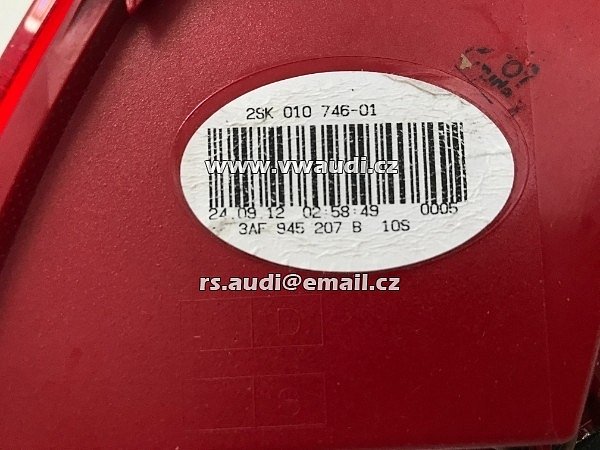 2SK 010 746-01
www.vwaudi.cz
24.09.12 02:58:49 0005
3AF 945 207 B 10S
rs.audi@email.cz
D
S